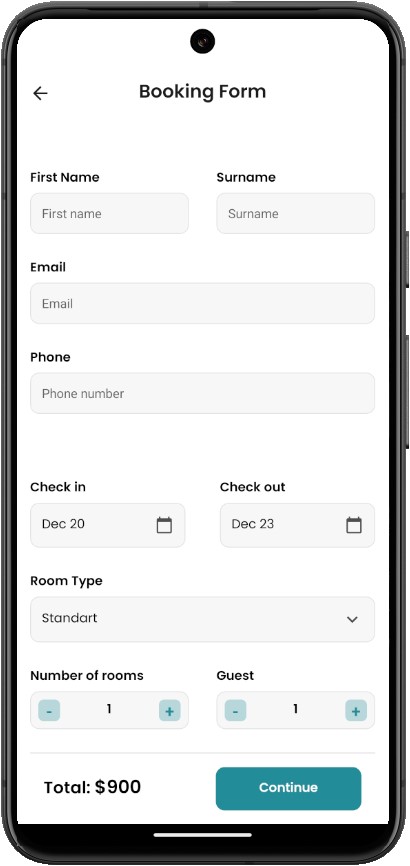 Booking Form
First Name Surname
First name Surname
Email
Email
Phone
Phone number
Check in Check out
Dec 20 Dec 23
Room Type
Standart
Number of rooms Guest
- 1 + - 1 +
Total: $900 Continue